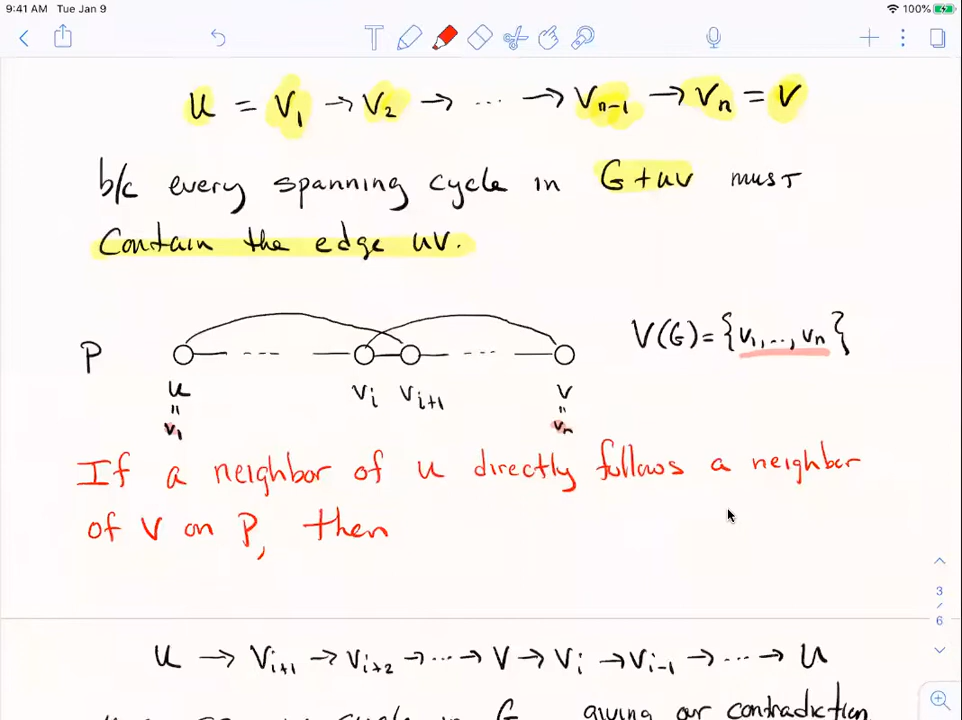 9:41 AM Tue Jan 9
100%
u = v₁ → v₂ → ... → vₙ₋₁ → vₙ = v
b/c every spanning cycle in G+uv must
contain the edge uv.
P
V(G) = {v₁,..,vₙ}
u vᵢ vᵢ₊₁ v
" "
v₁ vₙ
If a neighbor of u directly follows a neighbor
of v on P, then
3
/
6
u → vᵢ₊₁ → vᵢ₊₂ → ... → v → vᵢ → vᵢ₋₁ → ... → u
cycle in G giving our contradiction